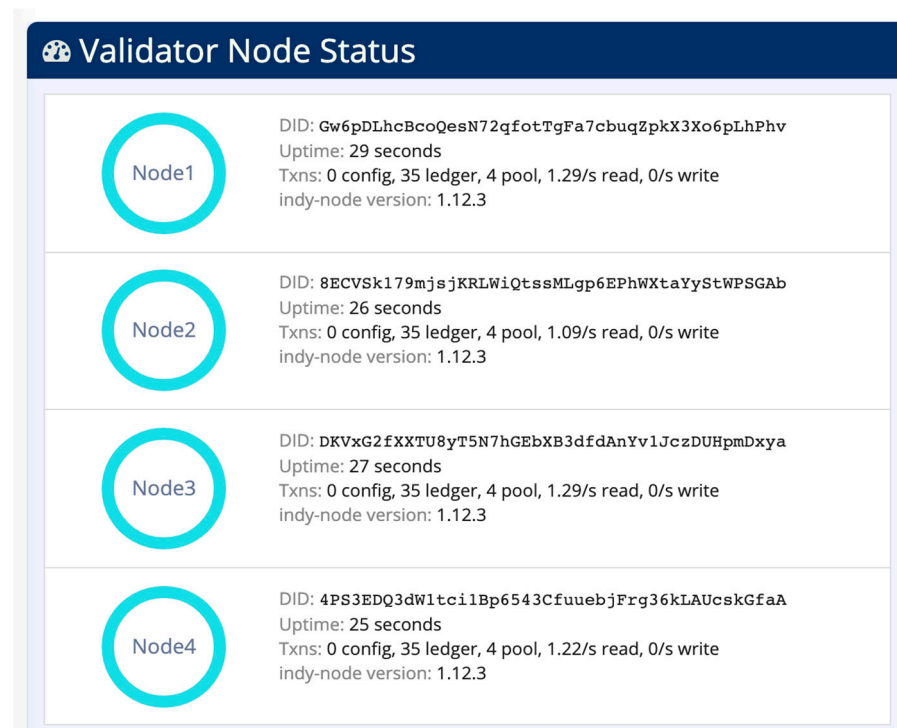 Validator Node Status
Node1
DID: Gw6pDLhcBcoQesN72qfotTgFa7cbuqZpkX3Xo6pLhPhv
Uptime: 29 seconds
Txns: 0 config, 35 ledger, 4 pool, 1.29/s read, 0/s write
indy-node version: 1.12.3
Node2
DID: 8ECVSk179mjsjKRLWiQtssMLgp6EPhWXtaYyStWPSGAb
Uptime: 26 seconds
Txns: 0 config, 35 ledger, 4 pool, 1.09/s read, 0/s write
indy-node version: 1.12.3
Node3
DID: DKVxG2fXXTU8yT5N7hGEbXB3dfdAnYv1JczDUHpmDxya
Uptime: 27 seconds
Txns: 0 config, 35 ledger, 4 pool, 1.29/s read, 0/s write
indy-node version: 1.12.3
Node4
DID: 4PS3EDQ3dW1tci1Bp6543CfuuebjFrg36kLAUcskGfaA
Uptime: 25 seconds
Txns: 0 config, 35 ledger, 4 pool, 1.22/s read, 0/s write
indy-node version: 1.12.3